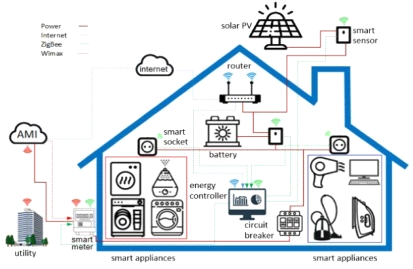 Power
Internet
ZigBee
Wimax
solar PV
smart
sensor
internet
router
AMI
smart
socket
battery
energy
controller
utility
smart
meter
circuit
breaker
smart appliances
smart appliances